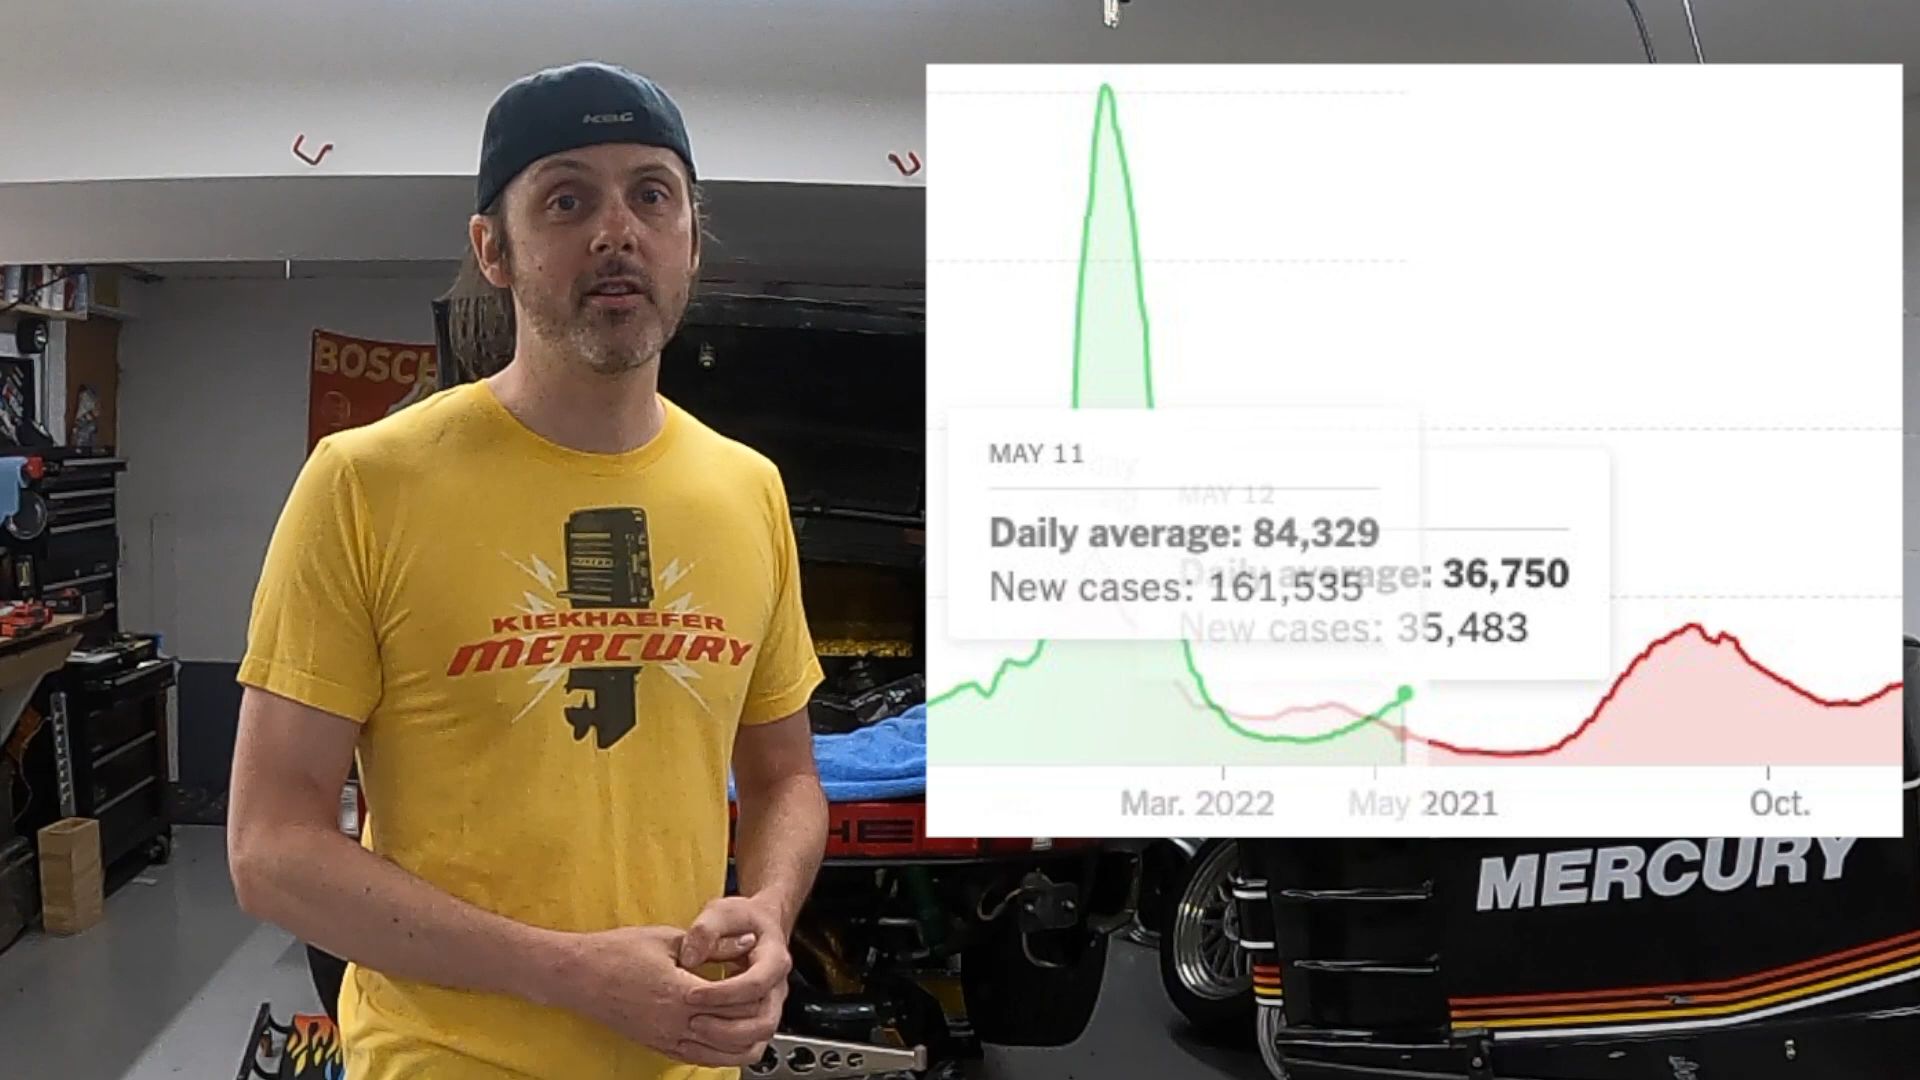 KBC
BOSCH
KIEKHAEFER
MERCURY
MAY 11
Daily average: 84,329
New cases: 161,535
MAY 12
Daily average: 36,750
New cases: 35,483
Mar. 2022
May 2021
Oct.
MERCURY